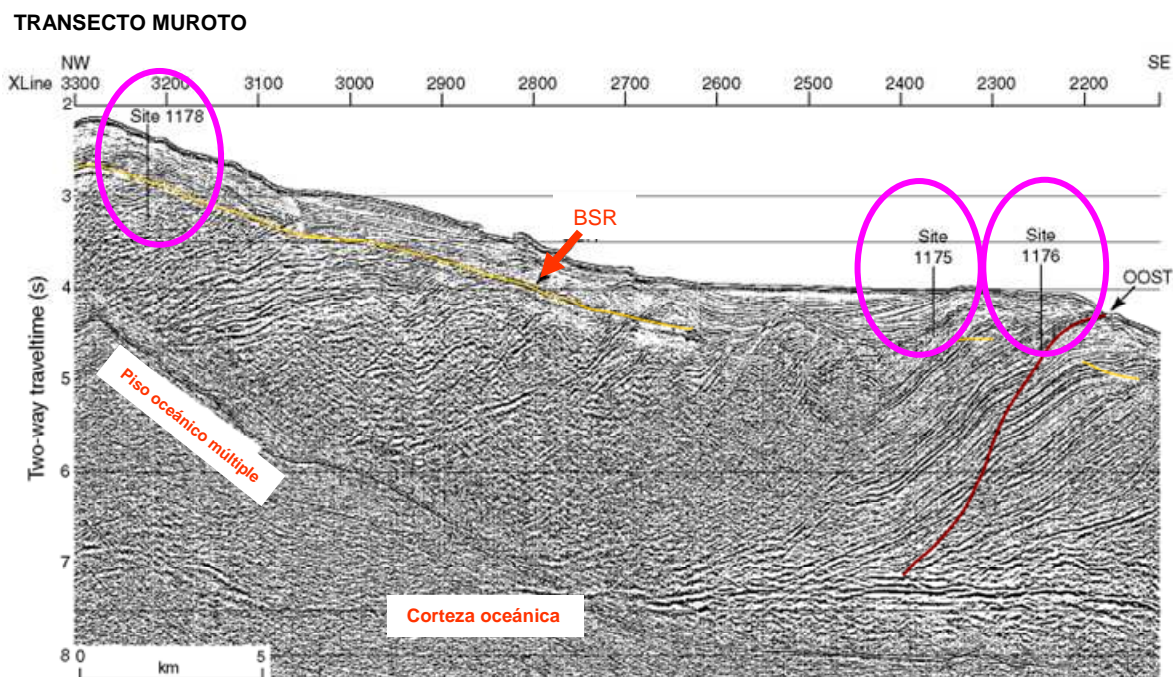 TRANSECTO MUROTO
NW SE
XLine 3300 3200 3100 3000 2900 2800 2700 2600 2500 2400 2300 2200
2
Site 1178
3
BSR
Site
1175
Site
1176
OOST
4
5
Piso oceánico múltiple
6
7
Corteza oceánica
8
0 5
km
Two-way traveltime (s)